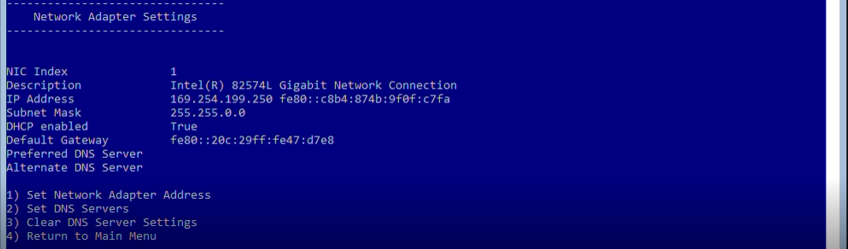 -------------------------------
Network Adapter Settings
-------------------------------
NIC Index 1
Description Intel(R) 82574L Gigabit Network Connection
IP Address 169.254.199.250 fe80::c8b4:874b:9f0f:c7fa
Subnet Mask 255.255.0.0
DHCP enabled True
Default Gateway fe80::20c:29ff:fe47:d7e8
Preferred DNS Server
Alternate DNS Server
1) Set Network Adapter Address
2) Set DNS Servers
3) Clear DNS Server Settings
4) Return to Main Menu